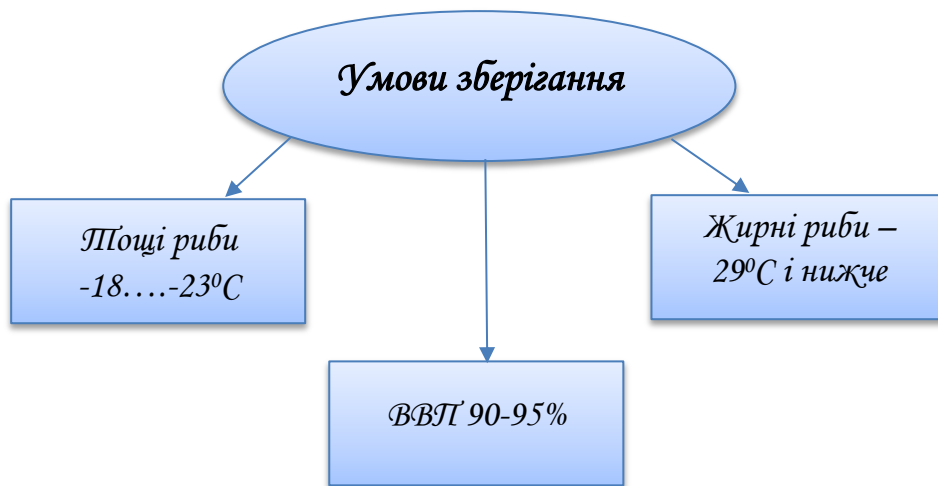 Умови зберігання
Тощі риби
-18….-23⁰С
Жирні риби –
29⁰С і нижче
ВВП 90-95%